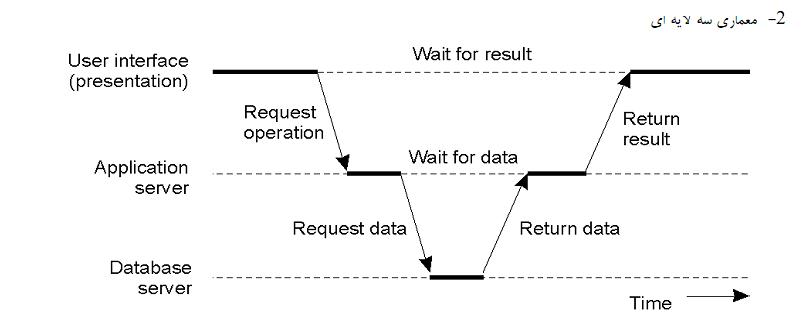 2- معماری سه لایه ای
User interface
(presentation)
Wait for result
Request
operation
Return
result
Application
server
Wait for data
Request data
Return data
Database
server
Time